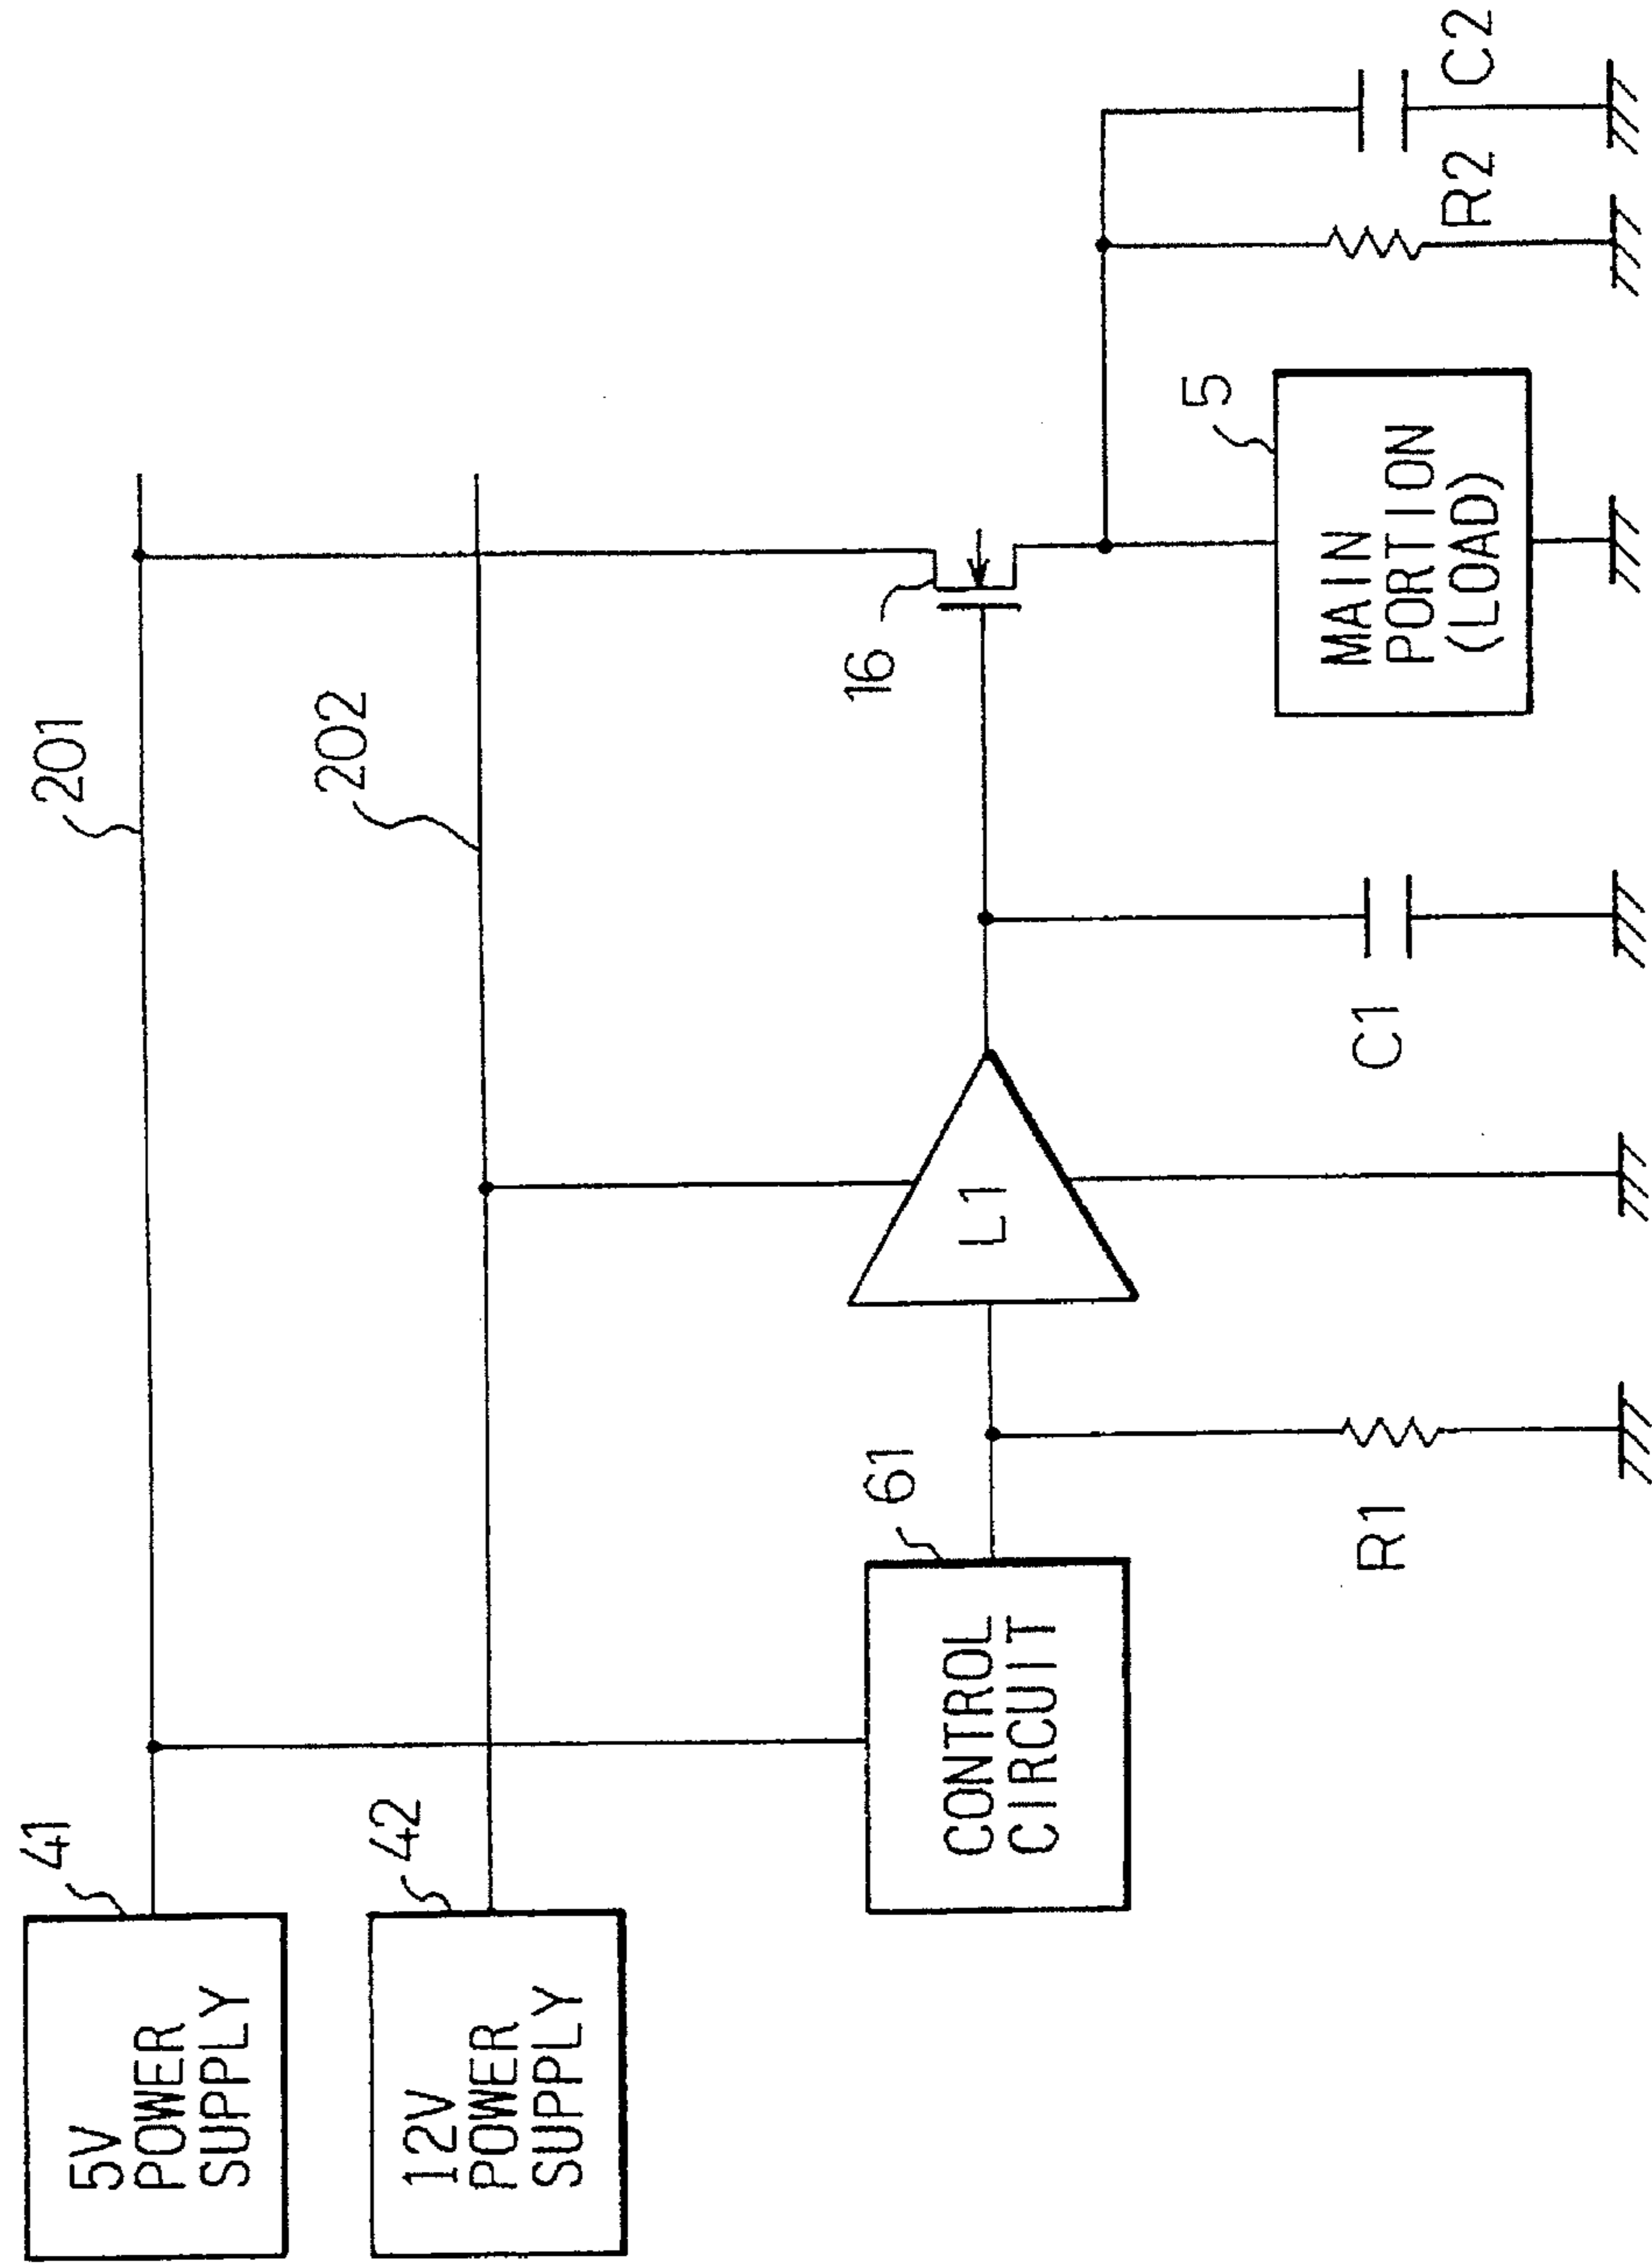 5V
POWER
SUPPLY
41
201
12V
POWER
SUPPLY
42
202
CONTROL
CIRCUIT
61
L1
16
R1
C1
MAIN
PORTION
(LOAD)
5
R2
C2